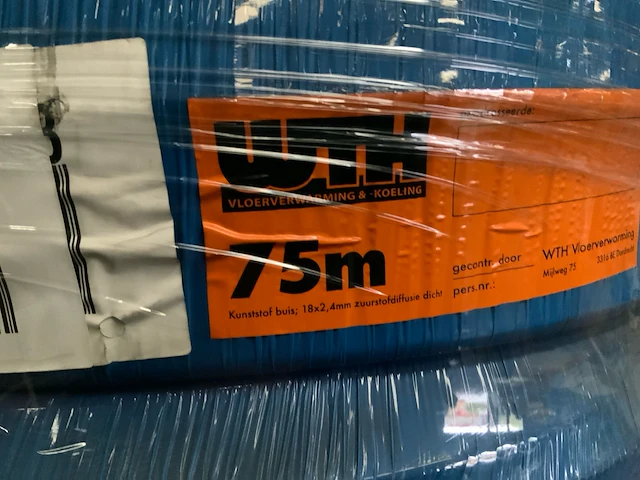 WTH
VLOERVERWARMING & -KOELING
75m
Kunststof buis; 18x2,4mm zuurstofdiffusie dicht
gecontr. door
pers.nr.:
WTH Vloerverwarming
Mijlweg 75
3316 BE Dordrecht